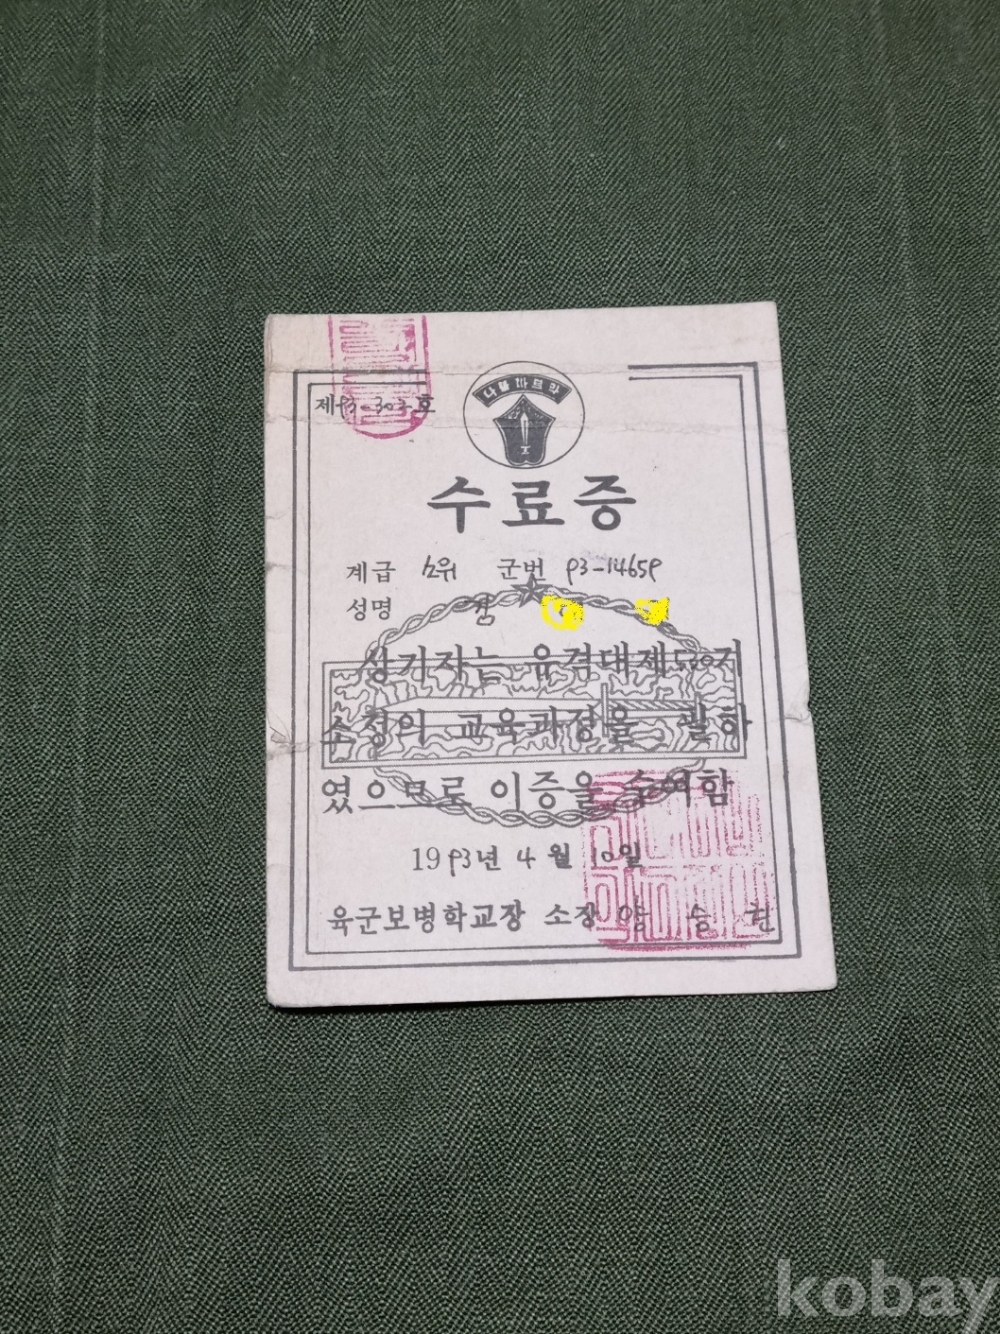 나를 따르라
제93-303호
수료증
계급 소위 군번 93-14659
성명 김
상기자는 유격대제520기
소정의 교육과정을 필하
였으므로 이증을 수여함
1993년 4월 10일
육군보병학교장 소장 양 승
kobay